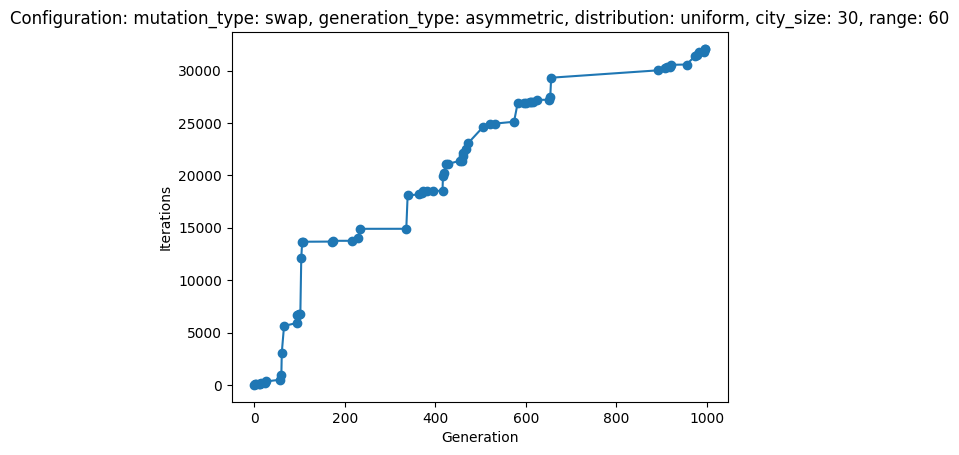 Configuration: mutation_type: swap, generation_type: asymmetric, distribution: uniform, city_size: 30, range: 60
30000
25000
20000
15000
10000
5000
0
Iterations
0 200 400 600 800 1000
Generation